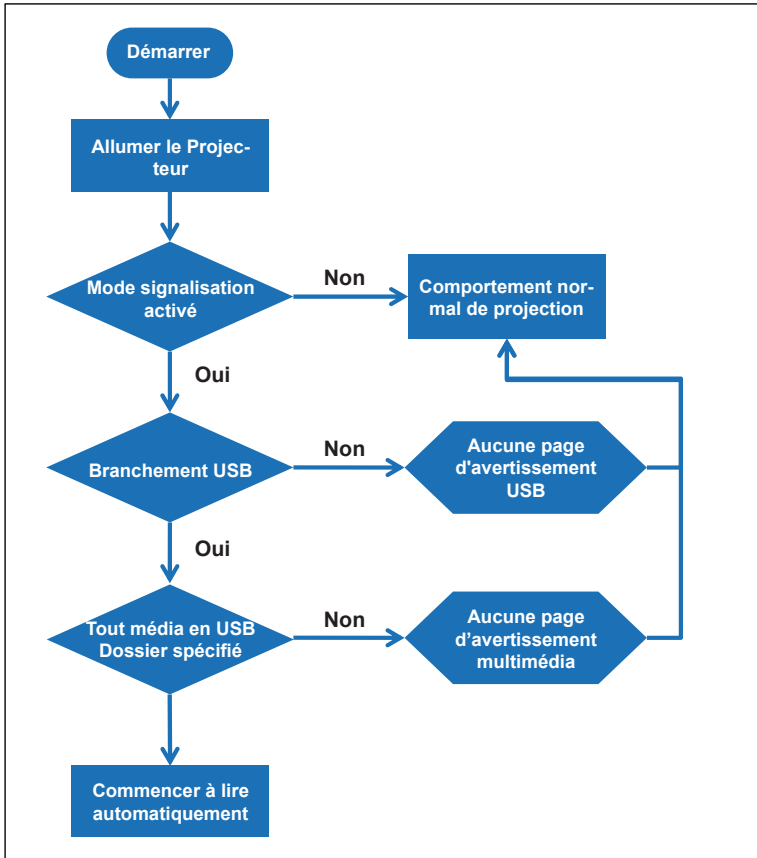 Démarrer
Allumer le Projec-
teur
Mode signalisation
activé
Non
Comportement nor-
mal de projection
Oui
Branchement USB
Non
Aucune page
d'avertissement
USB
Oui
Tout média en USB
Dossier spécifié
Non
Aucune page
d’avertissement
multimédia
Commencer à lire
automatiquement